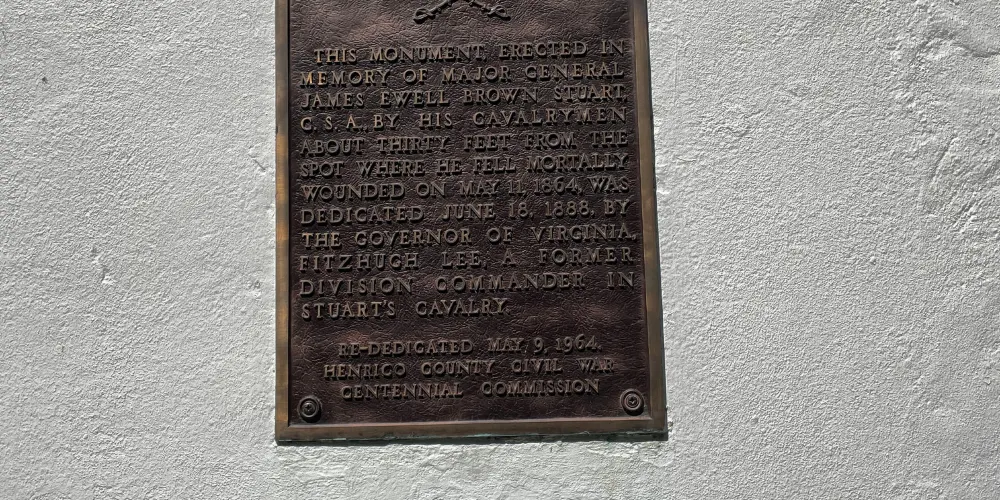 THIS MONUMENT, ERECTED IN
MEMORY OF MAJOR GENERAL
JAMES EWELL BROWN STUART,
C. S. A., BY HIS CAVALRYMEN
ABOUT THIRTY FEET FROM THE
SPOT WHERE HE FELL MORTALLY
WOUNDED ON MAY 11, 1864, WAS
DEDICATED JUNE 18, 1888, BY
THE GOVERNOR OF VIRGINIA,
FITZHUGH LEE, A FORMER
DIVISION COMMANDER IN
STUART'S CAVALRY.
RE-DEDICATED MAY, 9, 1964.
HENRICO COUNTY CIVIL WAR
CENTENNIAL COMMISSION